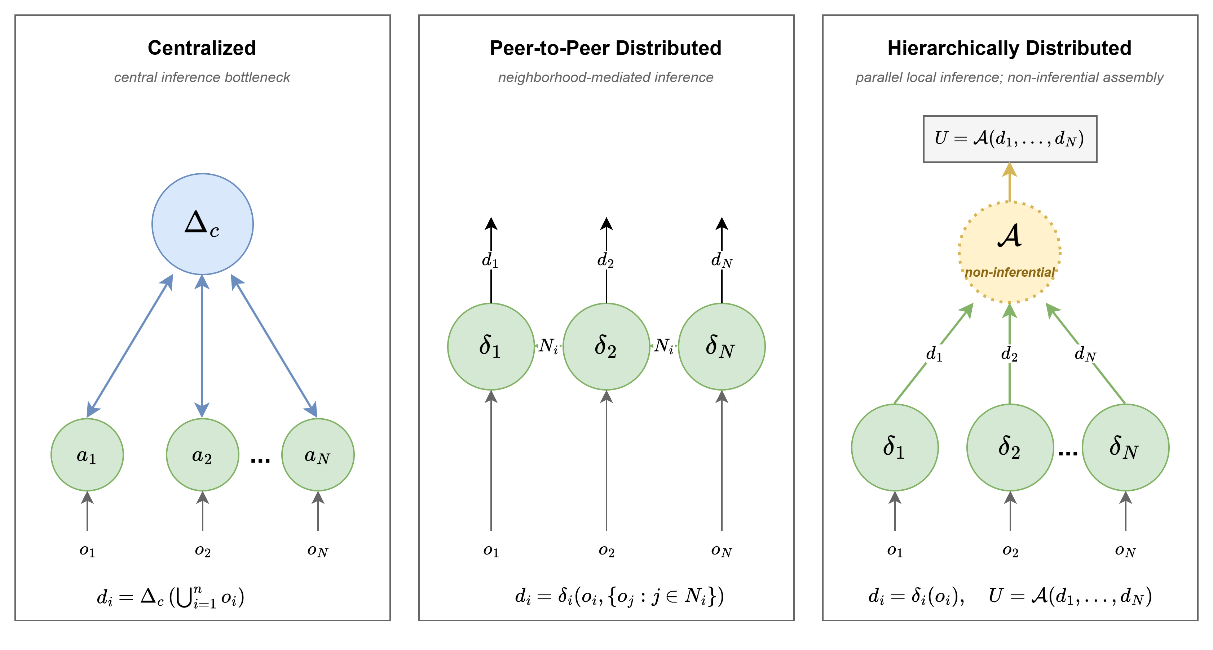 Centralized
central inference bottleneck
Δ_c
a_1 a_2 ... a_N
o_1 o_2 o_N
d_i = Δ_c (⋃_{i=1}^{n} o_i)
Peer-to-Peer Distributed
neighborhood-mediated inference
d_1 d_2 d_N
δ_1 N_i δ_2 N_i δ_N
o_1 o_2 o_N
d_i = δ_i(o_i, {o_j : j ∈ N_i})
Hierarchically Distributed
parallel local inference; non-inferential assembly
U = 𝒜(d_1, . . . , d_N)
𝒜
non-inferential
d_1 d_2 d_N
δ_1 δ_2 ... δ_N
o_1 o_2 o_N
d_i = δ_i(o_i), U = 𝒜(d_1, . . . , d_N)